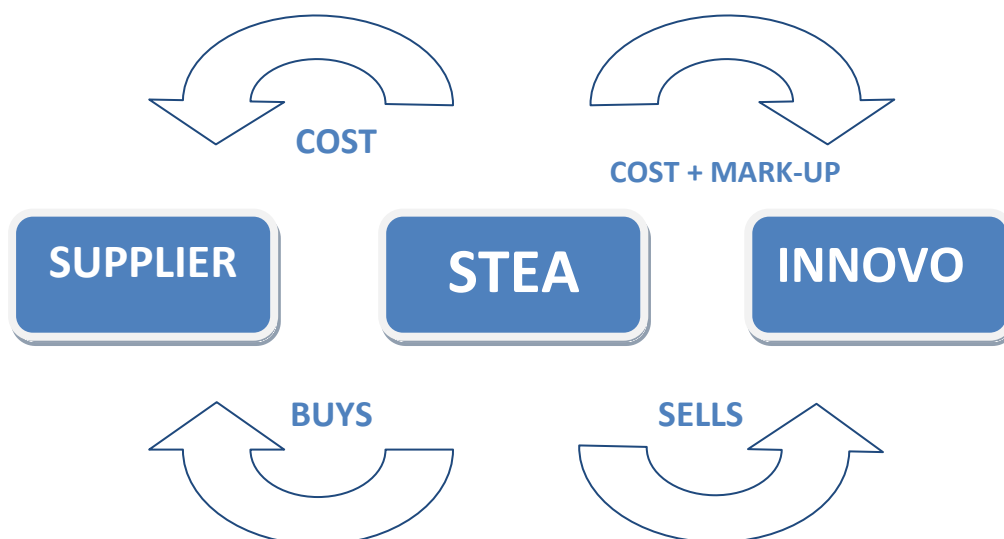 COST
COST + MARK-UP
SUPPLIER
STEA
INNOVO
BUYS
SELLS